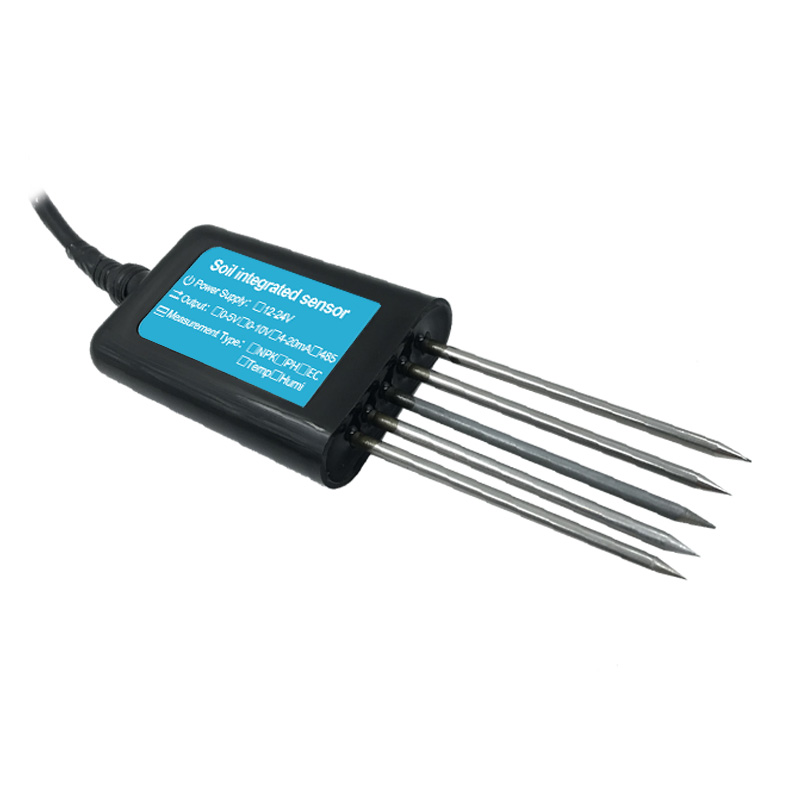 Soil integrated sensor
Power Supply: □12-24V
Output: □0-5V□0-10V□4-20mA□485
Measurement Type: □NPK□PH□EC
□Temp□Humi